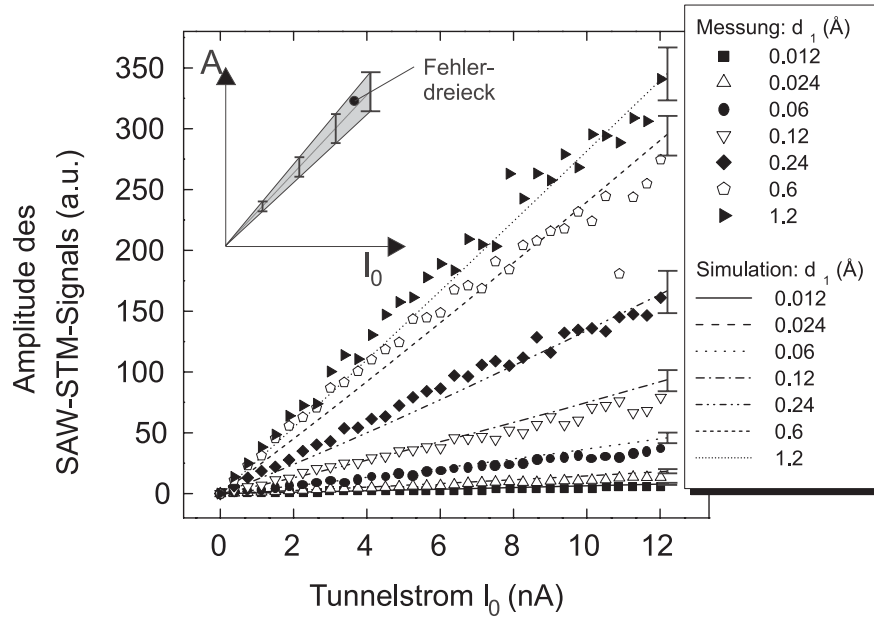 350
300
250
200
150
100
50
0
Amplitude des
SAW-STM-Signals (a.u.)
A
Fehler-
dreieck
I0
0 2 4 6 8 10 12
Tunnelstrom I0 (nA)
Messung: d 1 (Å)
0.012
0.024
0.06
0.12
0.24
0.6
1.2
Simulation: d 1 (Å)
0.012
0.024
0.06
0.12
0.24
0.6
1.2